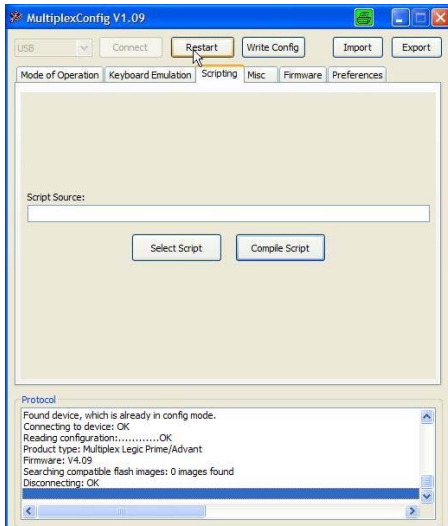 MultiplexConfig V1.09
USB Connect Restart Write Config Import Export
Mode of Operation Keyboard Emulation Scripting Misc Firmware Preferences
Script Source:
Select Script Compile Script
Protocol
Found device, which is already in config mode.
Connecting to device: OK
Reading configuration:............OK
Product type: Multiplex Legic Prime/Advant
Firmware: V4.09
Searching compatible flash images: 0 images found
Disconnecting: OK